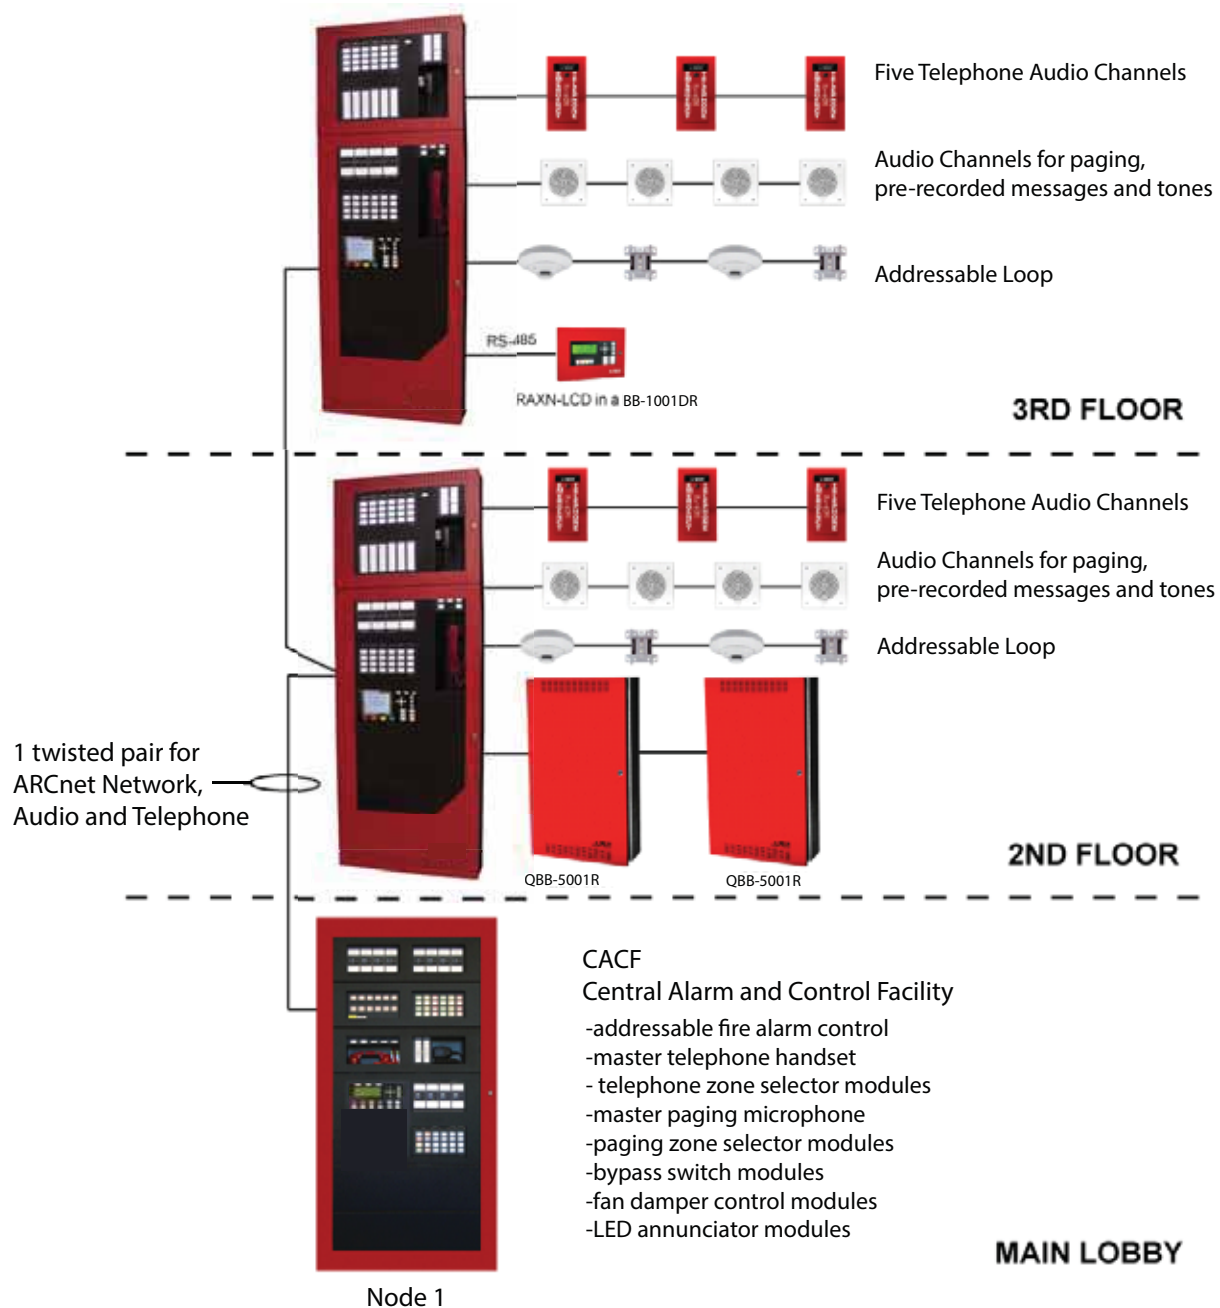 Five Telephone Audio Channels
Audio Channels for paging,
pre-recorded messages and tones
Addressable Loop
RS-485
RAXN-LCD in a BB-1001DR
3RD FLOOR
Five Telephone Audio Channels
Audio Channels for paging,
pre-recorded messages and tones
Addressable Loop
1 twisted pair for
ARCnet Network,
Audio and Telephone
QBB-5001R
QBB-5001R
2ND FLOOR
CACF
Central Alarm and Control Facility
-addressable fire alarm control
-master telephone handset
- telephone zone selector modules
-master paging microphone
-paging zone selector modules
-bypass switch modules
-fan damper control modules
-LED annunciator modules
MAIN LOBBY
Node 1